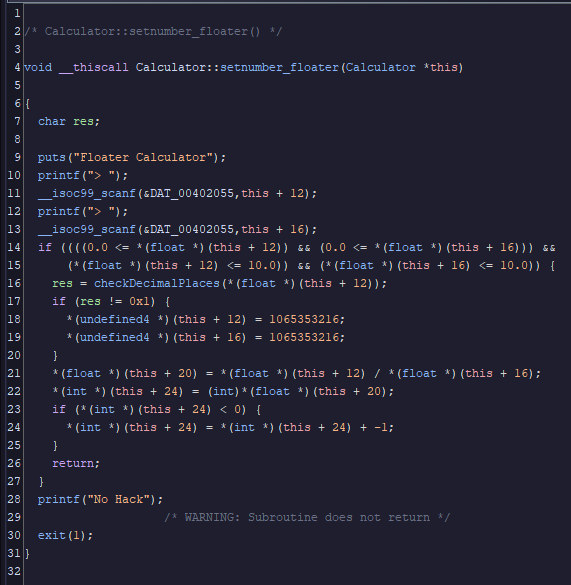 1
2 /* Calculator::setnumber_floater() */
3
4 void __thiscall Calculator::setnumber_floater(Calculator *this)
5
6 {
7   char res;
8
9   puts("Floater Calculator");
10   printf("> ");
11   __isoc99_scanf(&DAT_00402055,this + 12);
12   printf("> ");
13   __isoc99_scanf(&DAT_00402055,this + 16);
14   if ((((0.0 <= *(float *)(this + 12)) && (0.0 <= *(float *)(this + 16))) &&
15       (*(float *)(this + 12) <= 10.0)) && (*(float *)(this + 16) <= 10.0)) {
16     res = checkDecimalPlaces(*(float *)(this + 12));
17     if (res != 0x1) {
18       *(undefined4 *)(this + 12) = 1065353216;
19       *(undefined4 *)(this + 16) = 1065353216;
20     }
21     *(float *)(this + 20) = *(float *)(this + 12) / *(float *)(this + 16);
22     *(int *)(this + 24) = (int)*(float *)(this + 20);
23     if (*(int *)(this + 24) < 0) {
24       *(int *)(this + 24) = *(int *)(this + 24) + -1;
25     }
26     return;
27   }
28   printf("No Hack");
29                     /* WARNING: Subroutine does not return */
30   exit(1);
31 }
32